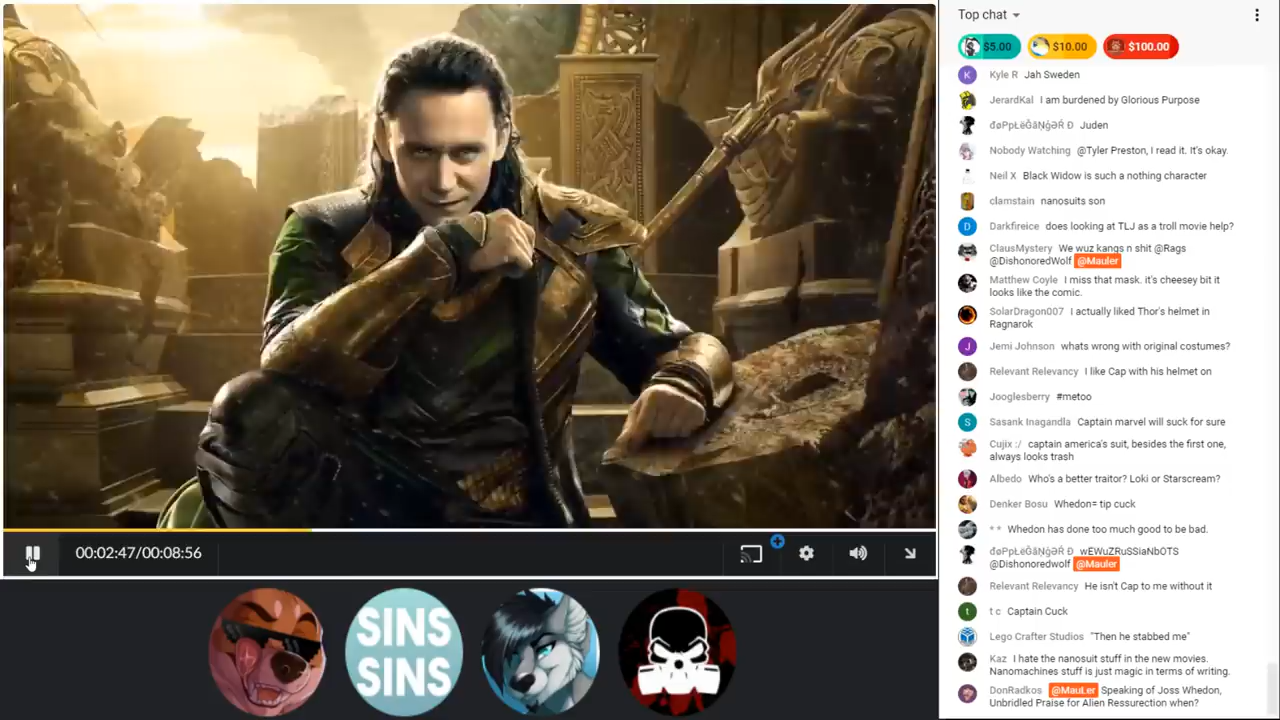 Top chat
$5.00
$10.00
$100.00
Kyle R Jah Sweden
JerardKal I am burdened by Glorious Purpose
Juden
Nobody Watching @Tyler Preston, I read it. It's okay.
Neil X Black Widow is such a nothing character
clamstain nanosuits son
Darkfireice does looking at TLJ as a troll movie help?
ClausMystery We wuz kangs n shit @Rags
@DishonoredWolf @Mauler
Matthew Coyle I miss that mask. it's cheesey bit it
looks like the comic.
SolarDragon007 I actually liked Thor's helmet in
Ragnarok
Jemi Johnson whats wrong with original costumes?
Relevant Relevancy I like Cap with his helmet on
Jooglesberry #metoo
Sasank Inagandla Captain marvel will suck for sure
Cujix :/ captain america's suit, besides the first one,
always looks trash
Albedo Who's a better traitor? Loki or Starscream?
Denker Bosu Whedon= tip cuck
* * Whedon has done too much good to be bad.
wEWuZRuSSiaNbOTS
@Dishonoredwolf @Mauler
Relevant Relevancy He isn't Cap to me without it
t c Captain Cuck
Lego Crafter Studios "Then he stabbed me"
Kaz I hate the nanosuit stuff in the new movies.
Nanomachines stuff is just magic in terms of writing.
DonRadkos @MauLer Speaking of Joss Whedon,
Unbridled Praise for Alien Ressurection when?
00:02:47/00:08:56
SINS
SINS